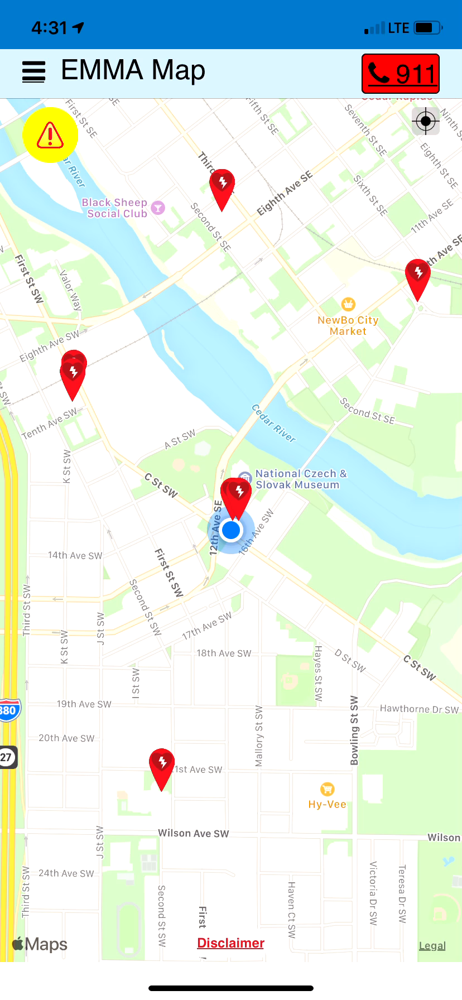 4:31
LTE
EMMA Map
911
Cedar Rapids
First St SE
SE
Fifth St SE
Seventh St SE
Ninth St
Eighth St SE
ar River
Third
Eighth Ave SE
Sixth St SE
Black Sheep
Social Club
Second St SE
11th Ave SE
First St SW
Valor Way
th Ave SE
NewBo City
Market
Eighth Ave SW
St SW
Tenth Ave SW
Second St SE
Cedar River
A St SW
K St SW
C St SW
National Czech &
Slovak Museum
12th Ave SE
16th Ave SW
14th Ave SW
First St SW
Second St SW
Third St SW
J St SW
K St SW
17th Ave SW
18th Ave SW
Hayes St SW
D St SW
C St SW
I St SW
19th Ave SW
380
Hawthorne Dr SW
Mallory St SW
Bowling St SW
20th Ave SW
27
1st Ave SW
Hy-Vee
Wilson Ave SW
Wilson
J St SW
24th Ave SW
Third St SW
Second St SW
First
Haven Ct SW
Victoria Dr SW
Teresa Dr SW
Maps
Disclaimer
Legal